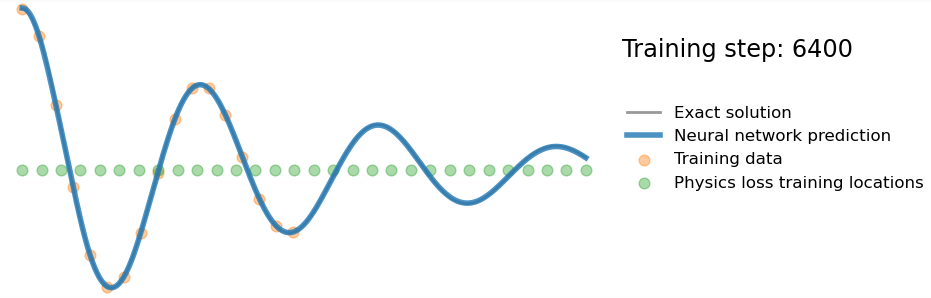 Training step: 6400
Exact solution
Neural network prediction
Training data
Physics loss training locations